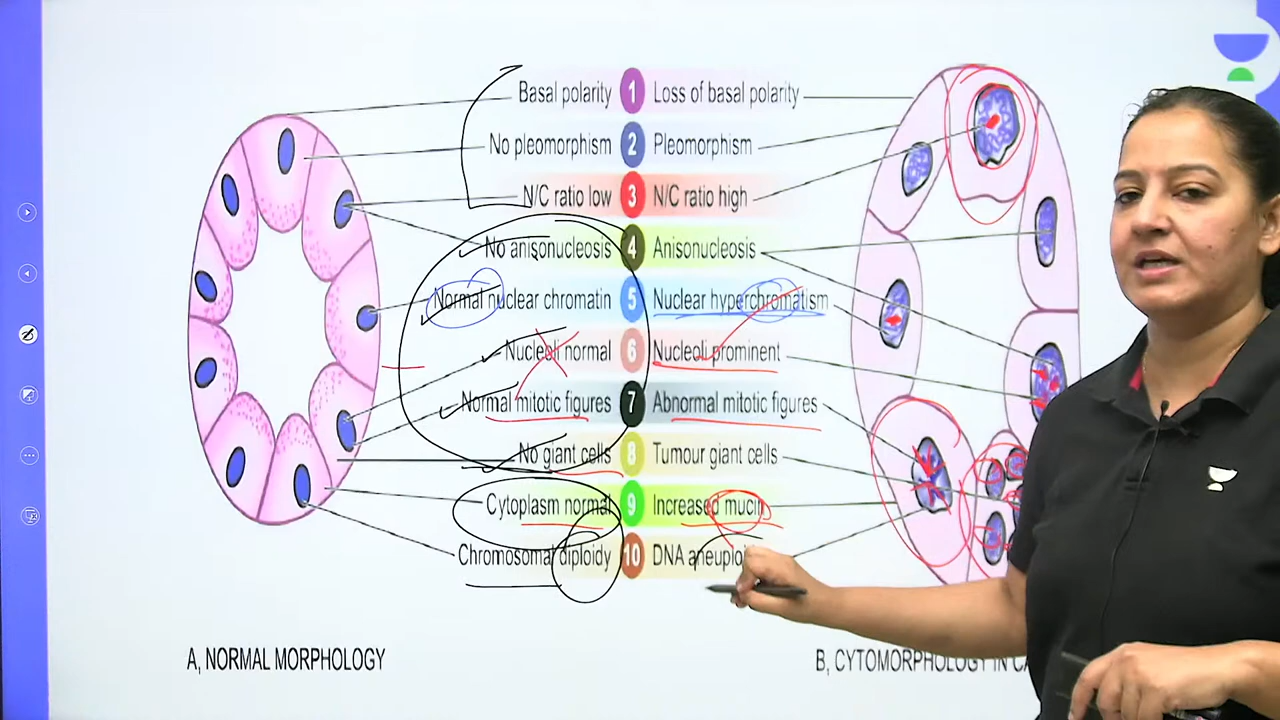 Basal polarity 1 Loss of basal polarity
No pleomorphism 2 Pleomorphism
N/C ratio low 3 N/C ratio high
No anisonucleosis 4 Anisonucleosis
Normal nuclear chromatin 5 Nuclear hyperchromatism
Nucleoli normal 6 Nucleoli prominent
Normal mitotic figures 7 Abnormal mitotic figures
No giant cells 8 Tumour giant cells
Cytoplasm normal 9 Increased mucin
Chromosomal diploidy 10 DNA
A, NORMAL MORPHOLOGY
B, CYTOMORPHOLOGY IN